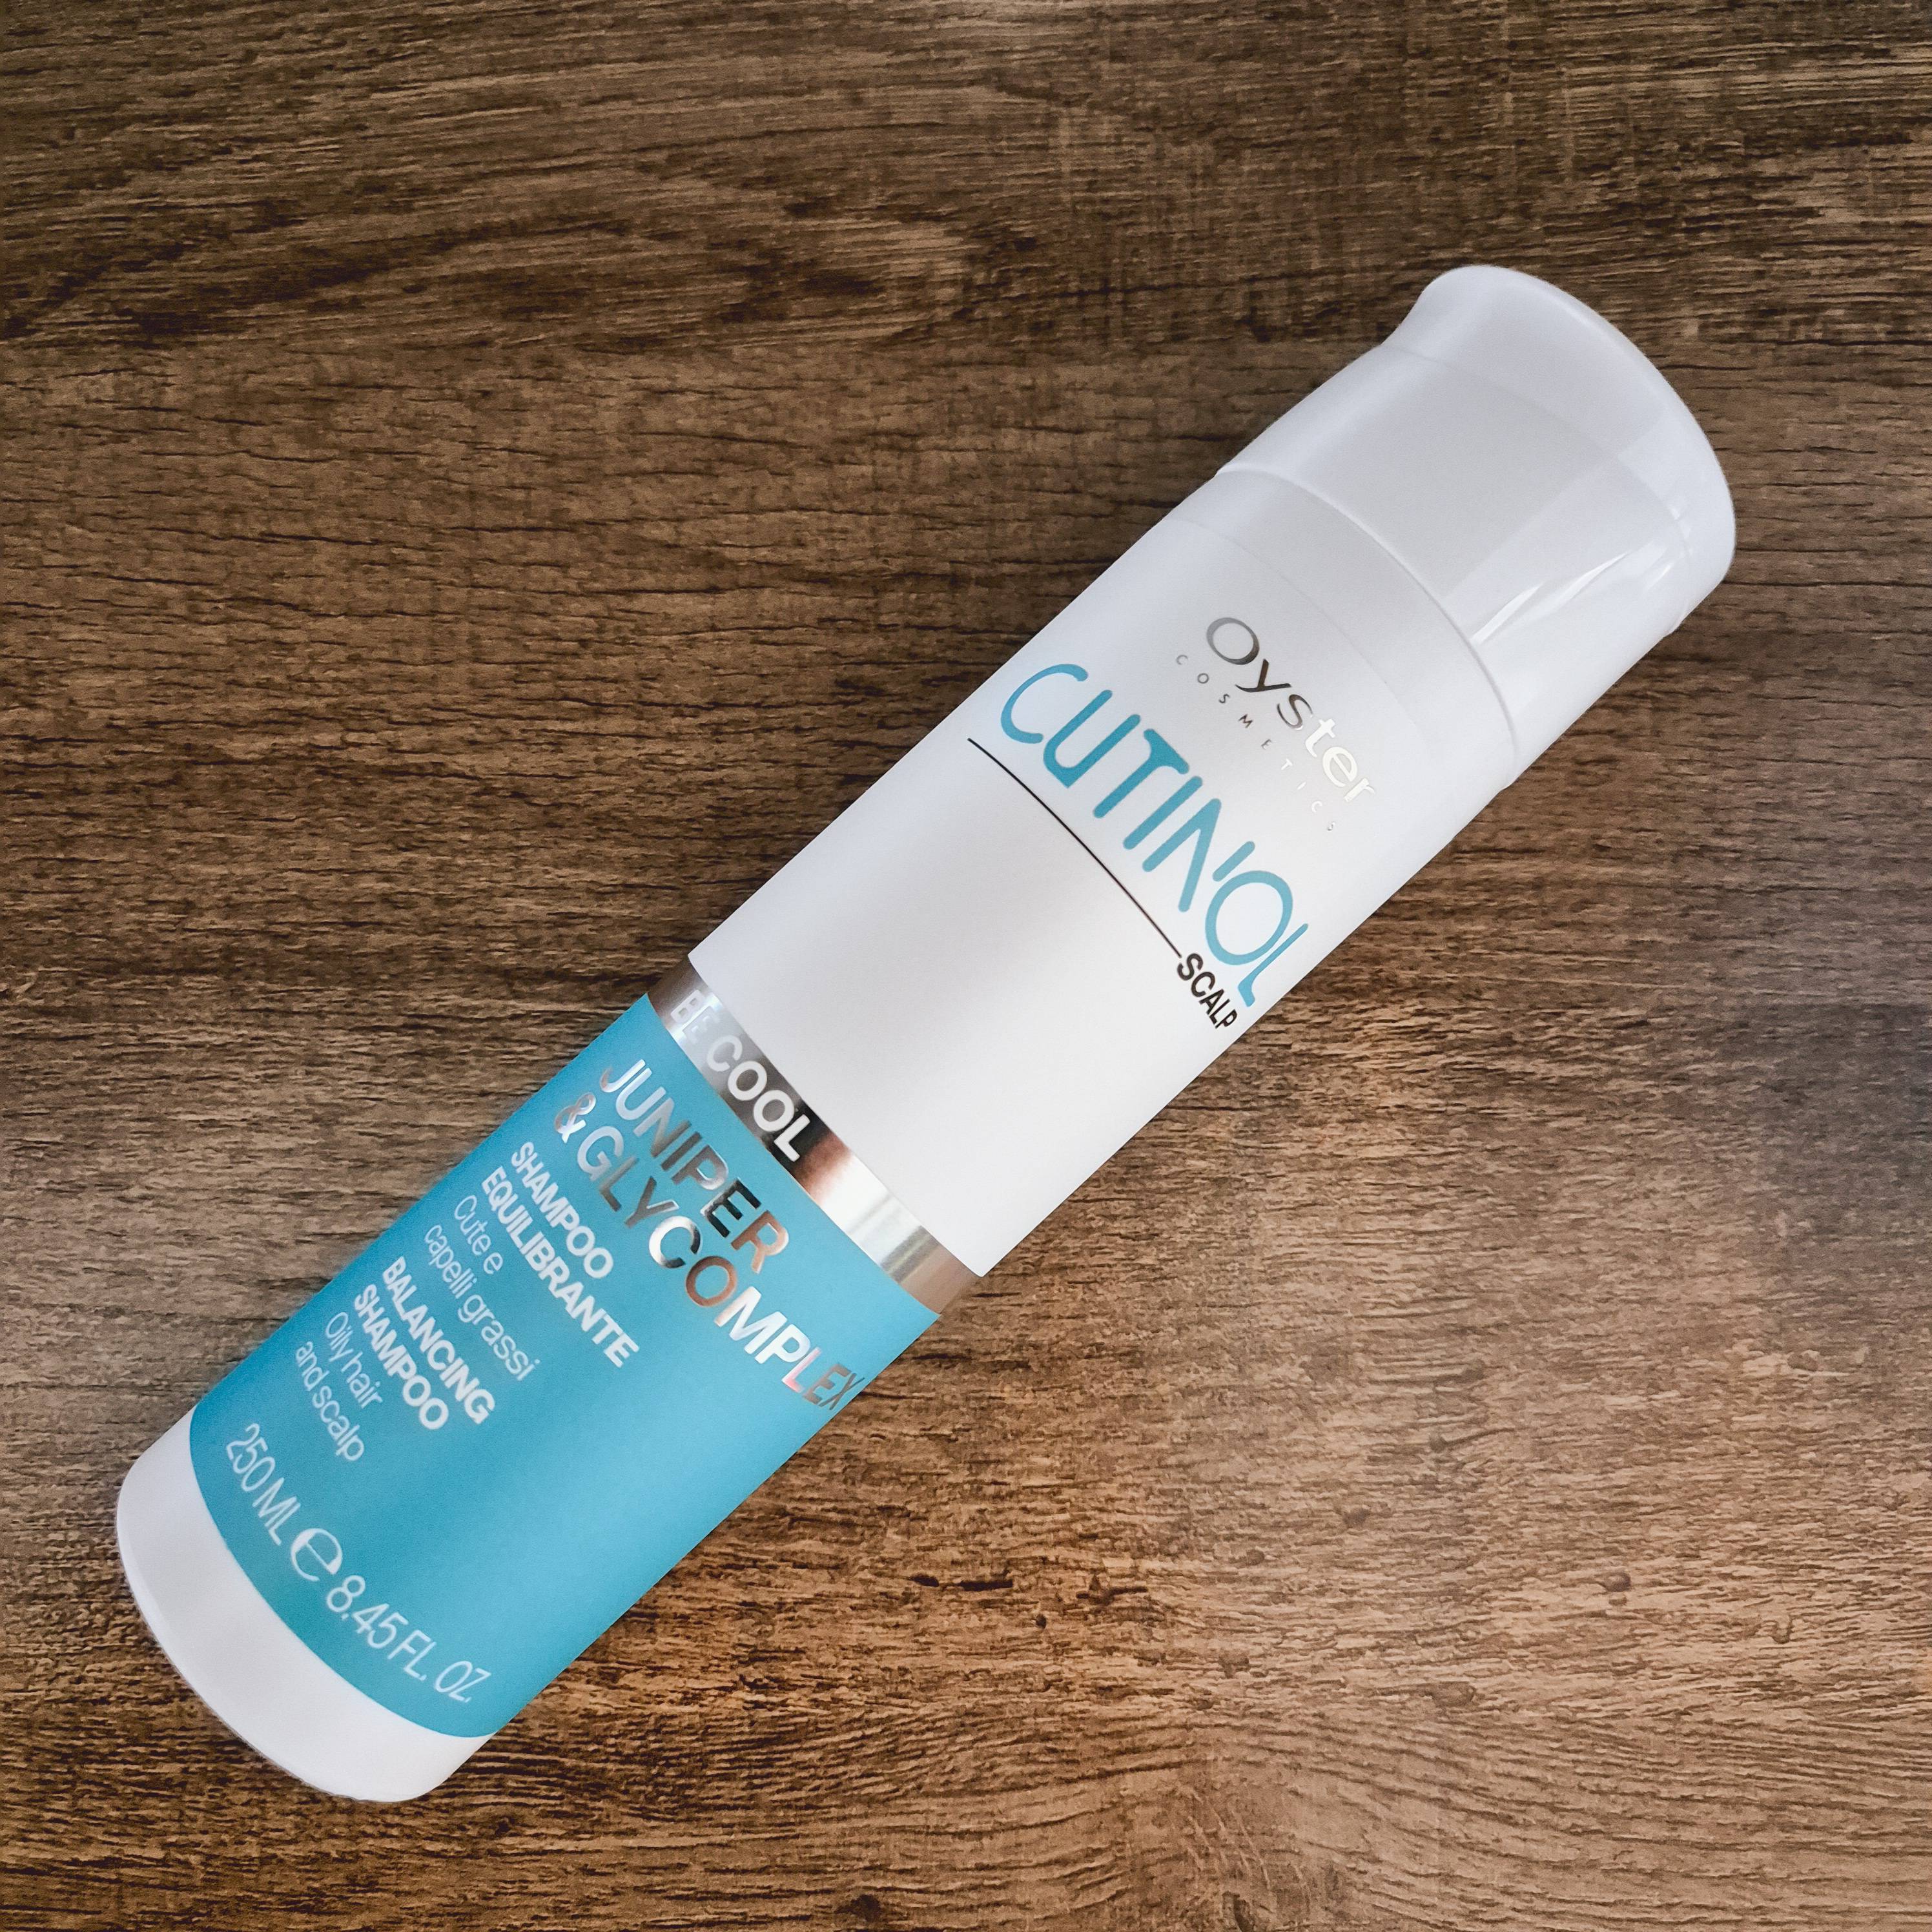 Oyster
COSMETICS
CUTINOL
SCALP
BE COOL
JUNIPER
& GLYCOMPLEX
SHAMPOO
EQUILIBRANTE
Cute e
capelli grassi
BALANCING
SHAMPOO
Oily hair
and scalp
250 ML e 8.45 FL. OZ.